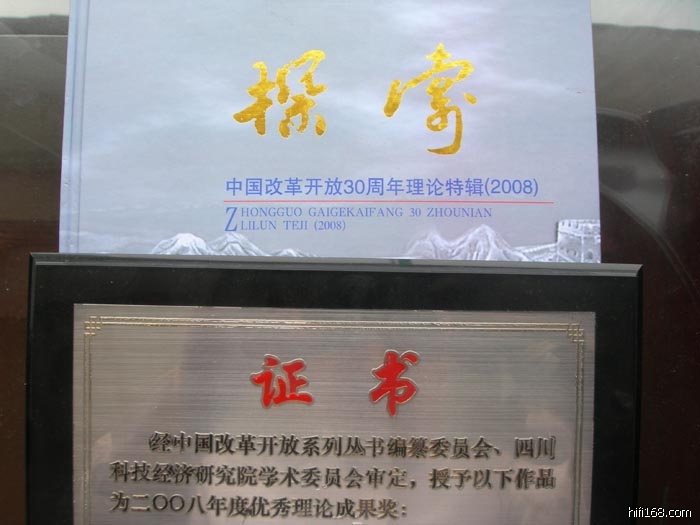 探索
中国改革开放30周年理论特辑(2008)
ZHONGGUO GAIGEKAIFANG 30 ZHOUNIAN
LILUN TEJI (2008)
证书
经中国改革开放系列丛书编纂委员会、四川
科技经济研究院学术委员会审定，授予以下作品
为二〇〇八年度优秀理论成果奖：
hifi168.com